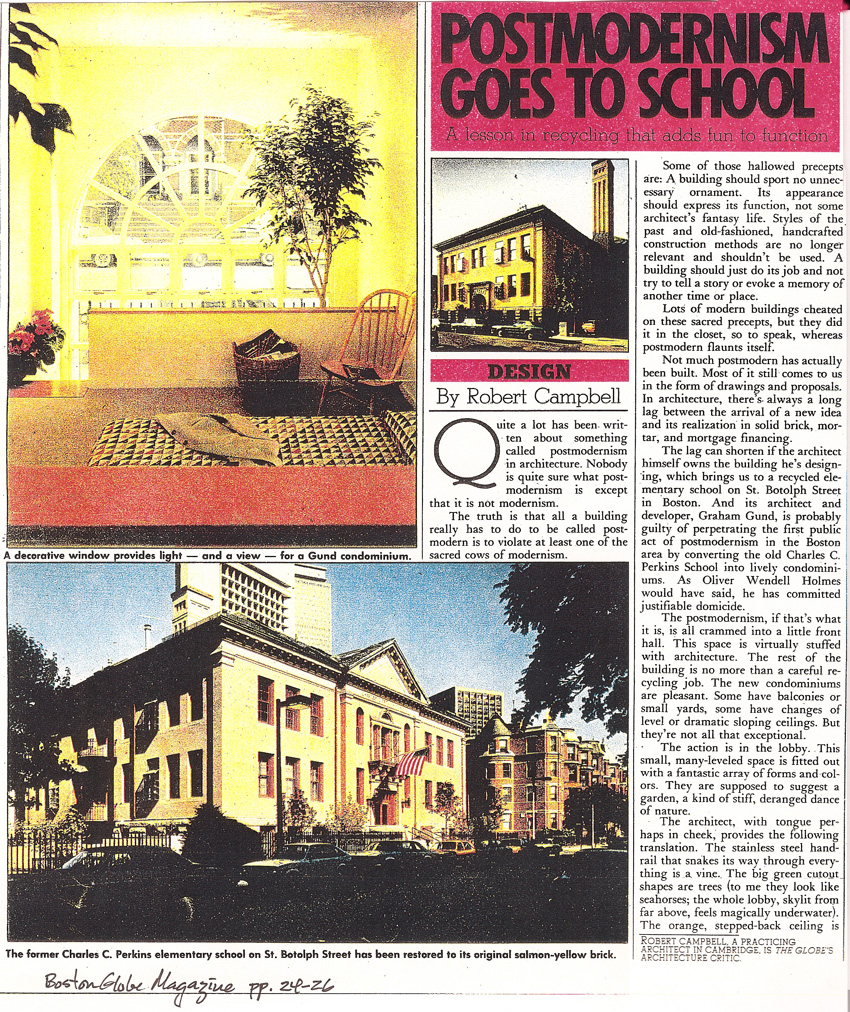 POSTMODERNISM
GOES TO SCHOOL
A lesson in recycling that adds fun to function
A decorative window provides light — and a view — for a Gund condominium.
DESIGN
By Robert Campbell
Quite a lot has been writ-
ten about something
called postmodernism
in architecture. Nobody
is quite sure what post-
modernism is except
that it is not modernism.
The truth is that all a building
really has to do to be called post-
modern is to violate at least one of the
sacred cows of modernism.
Some of those hallowed precepts
are: A building should sport no unnec-
essary ornament. Its appearance
should express its function, not some
architect's fantasy life. Styles of the
past and old-fashioned, handcrafted
construction methods are no longer
relevant and shouldn't be used. A
building should just do its job and not
try to tell a story or evoke a memory of
another time or place.
Lots of modern buildings cheated
on these sacred precepts, but they did
it in the closet, so to speak, whereas
postmodern flaunts itself.
Not much postmodern has actually
been built. Most of it still comes to us
in the form of drawings and proposals.
In architecture, there's always a long
lag between the arrival of a new idea
and its realization in solid brick, mor-
tar, and mortgage financing.
The lag can shorten if the architect
himself owns the building he's design-
ing, which brings us to a recycled ele-
mentary school on St. Botolph Street
in Boston. And its architect and
developer, Graham Gund, is probably
guilty of perpetrating the first public
act of postmodernism in the Boston
area by converting the old Charles C.
Perkins School into lively condomini-
ums. As Oliver Wendell Holmes
would have said, he has committed
justifiable domicide.
The postmodernism, if that's what
it is, is all crammed into a little front
hall. This space is virtually stuffed
with architecture. The rest of the
building is no more than a careful re-
cycling job. The new condominiums
are pleasant. Some have balconies or
small yards, some have changes of
level or dramatic sloping ceilings. But
they're not all that exceptional.
The action is in the lobby. This
small, many-leveled space is fitted out
with a fantastic array of forms and col-
ors. They are supposed to suggest a
garden, a kind of stiff, deranged dance
of nature.
The architect, with tongue per-
haps in cheek, provides the following
translation. The stainless steel hand-
rail that snakes its way through every-
thing is a vine. The big green cutout
shapes are trees (to me they look like
seahorses; the whole lobby, skylit from
far above, feels magically underwater).
The orange, stepped-back ceiling is
ROBERT CAMPBELL, A PRACTICING
ARCHITECT IN CAMBRIDGE, IS THE GLOBE'S
ARCHITECTURE CRITIC.
The former Charles C. Perkins elementary school on St. Botolph Street has been restored to its original salmon-yellow brick.
Boston Globe Magazine pp. 24-26